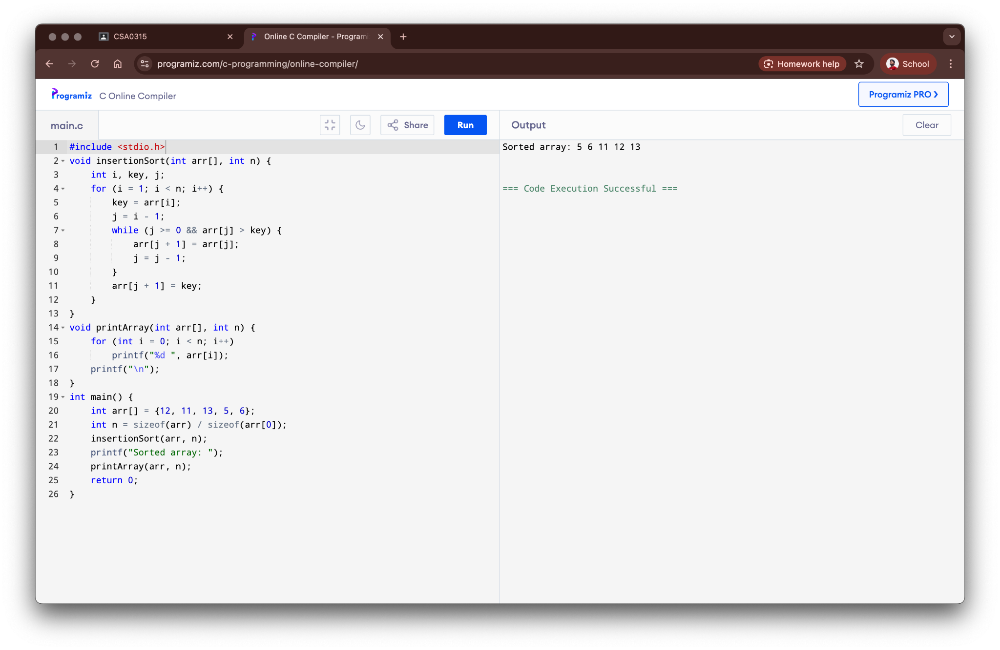 CSA0315
Online C Compiler - Programi
programiz.com/c-programming/online-compiler/
Homework help
School
Programiz C Online Compiler
Programiz PRO ❯
main.c
Share
Run
Output
Clear
1 #include <stdio.h>
2 void insertionSort(int arr[], int n) {
3     int i, key, j;
4     for (i = 1; i < n; i++) {
5         key = arr[i];
6         j = i - 1;
7         while (j >= 0 && arr[j] > key) {
8             arr[j + 1] = arr[j];
9             j = j - 1;
10         }
11         arr[j + 1] = key;
12     }
13 }
14 void printArray(int arr[], int n) {
15     for (int i = 0; i < n; i++)
16         printf("%d ", arr[i]);
17     printf("\n");
18 }
19 int main() {
20     int arr[] = {12, 11, 13, 5, 6};
21     int n = sizeof(arr) / sizeof(arr[0]);
22     insertionSort(arr, n);
23     printf("Sorted array: ");
24     printArray(arr, n);
25     return 0;
26 }
Sorted array: 5 6 11 12 13
=== Code Execution Successful ===